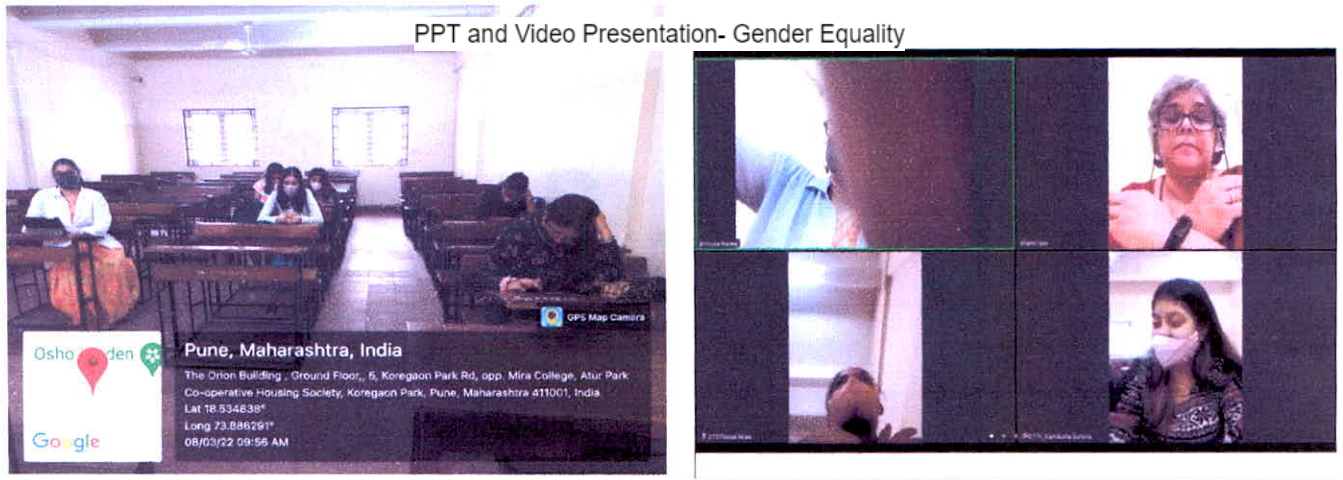 PPT and Video Presentation- Gender Equality
GPS Map Camera
Osho
den
Google
Pune, Maharashtra, India
The Orion Building , Ground Floor,, 5, Koregaon Park Rd, opp. Mira College, Atur Park
Co-operative Housing Society, Koregaon Park, Pune, Maharashtra 411001, India
Lat 18.534838°
Long 73.886291°
08/03/22 09:56 AM